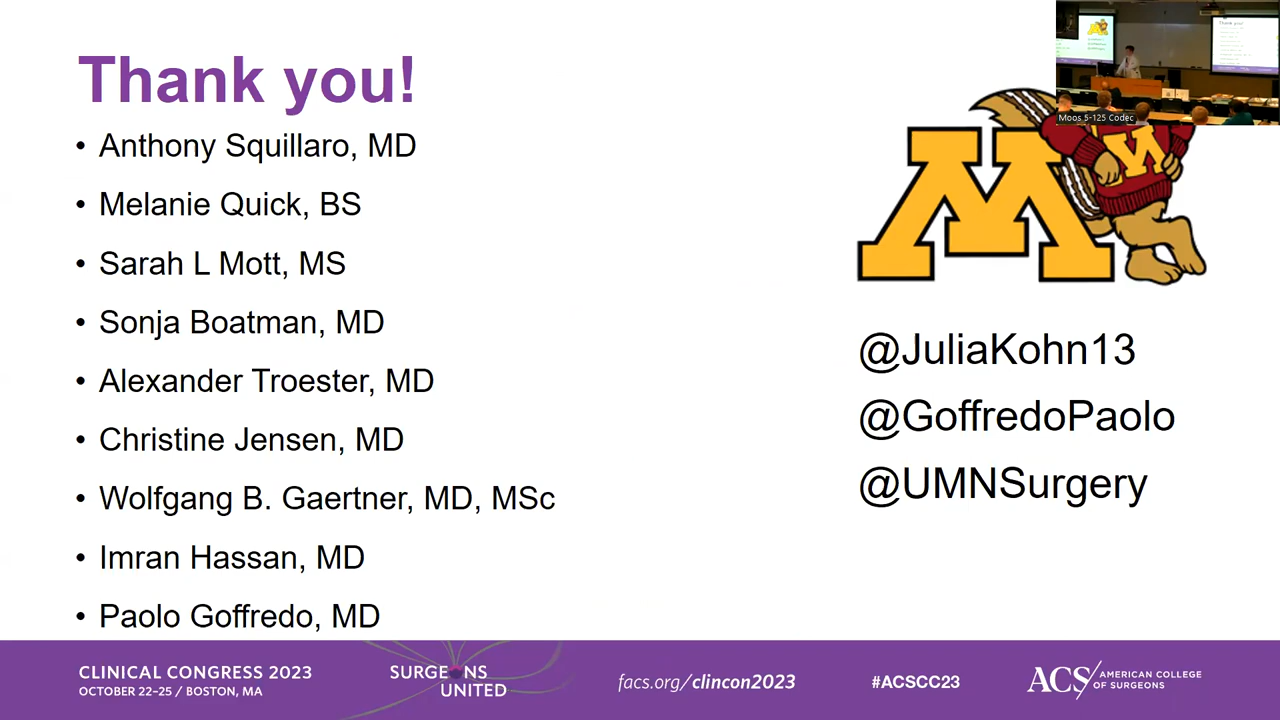 Thank you!
• Anthony Squillaro, MD
• Melanie Quick, BS
• Sarah L Mott, MS
• Sonja Boatman, MD
• Alexander Troester, MD
• Christine Jensen, MD
• Wolfgang B. Gaertner, MD, MSc
• Imran Hassan, MD
• Paolo Goffredo, MD
Moos 5-125 Codec
M
M
@JuliaKohn13
@GoffredoPaolo
@UMNSurgery
CLINICAL CONGRESS 2023
OCTOBER 22-25 / BOSTON, MA
SURGEONS
UNITED
facs.org/clincon2023
#ACSCC23
ACS
AMERICAN COLLEGE
OF SURGEONS